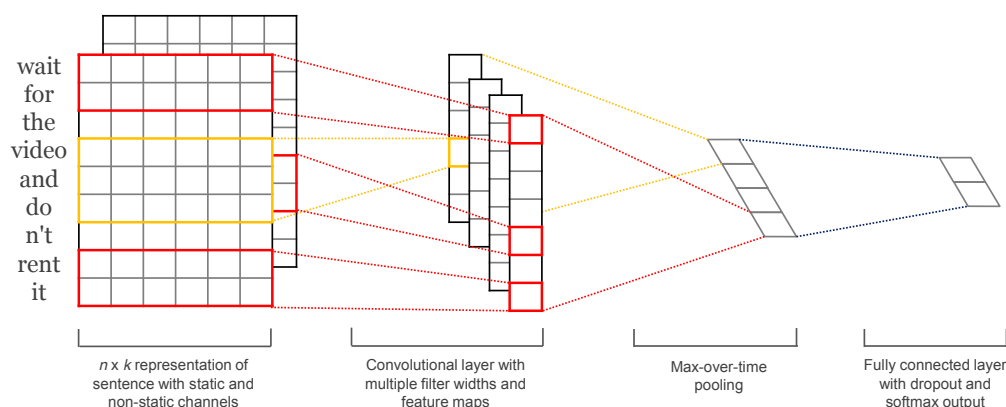 wait
for
the
video
and
do
n't
rent
it
n x k representation of
sentence with static and
non-static channels
Convolutional layer with
multiple filter widths and
feature maps
Max-over-time
pooling
Fully connected layer
with dropout and
softmax output